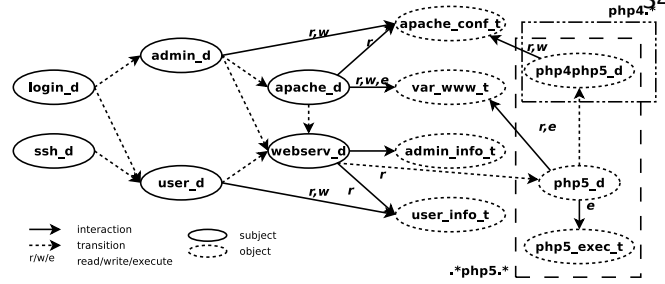 php4.*
apache_conf_t
r,w
r
r,w
admin_d
php4php5_d
login_d
apache_d
r,w,e
var_www_t
r,e
ssh_d
webserv_d
admin_info_t
r
user_d
php5_d
r,w
r
e
user_info_t
interaction
subject
transition
object
r/w/e
read/write/execute
php5_exec_t
.*php5.*